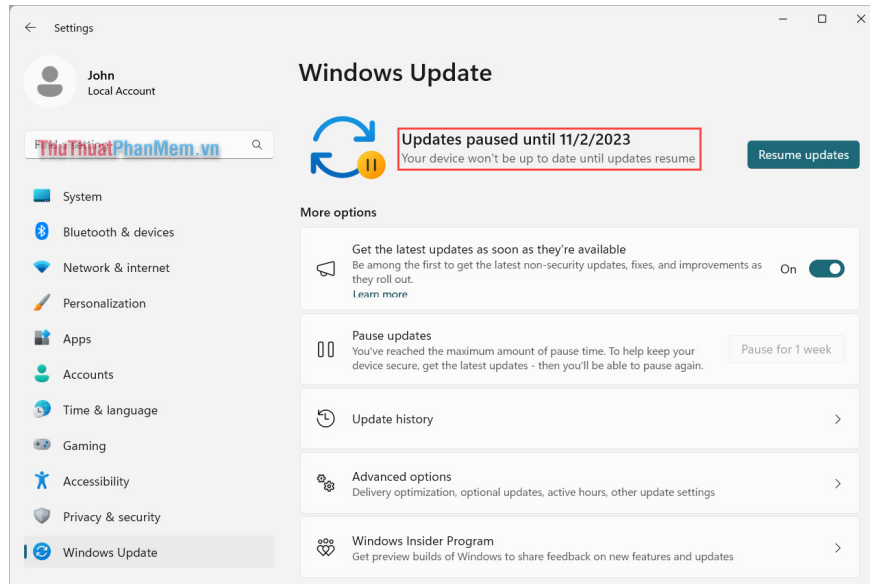 Settings
John
Local Account
ThuThuatPhanMem.vn
System
Bluetooth & devices
Network & internet
Personalization
Apps
Accounts
Time & language
Gaming
Accessibility
Privacy & security
Windows Update
Windows Update
Updates paused until 11/2/2023
Your device won't be up to date until updates resume
Resume updates
More options
Get the latest updates as soon as they're available
Be among the first to get the latest non-security updates, fixes, and improvements as
they roll out.
Learn more
On
Pause updates
You've reached the maximum amount of pause time. To help keep your
device secure, get the latest updates - then you'll be able to pause again.
Pause for 1 week
Update history
Advanced options
Delivery optimization, optional updates, active hours, other update settings
Windows Insider Program
Get preview builds of Windows to share feedback on new features and updates